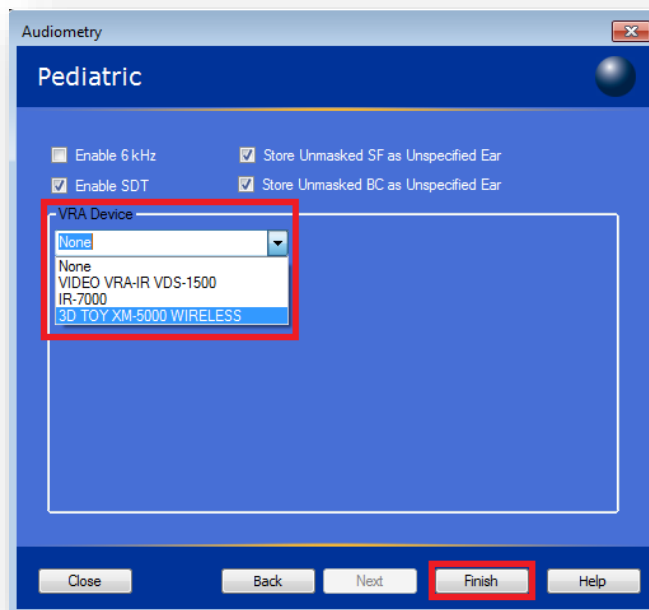 Audiometry
Pediatric
Enable 6 kHz
Store Unmasked SF as Unspecified Ear
Enable SDT
Store Unmasked BC as Unspecified Ear
VRA Device
None
None
VIDEO VRA-IR VDS-1500
IR-7000
3D TOY XM-5000 WIRELESS
Close
Back
Next
Finish
Help